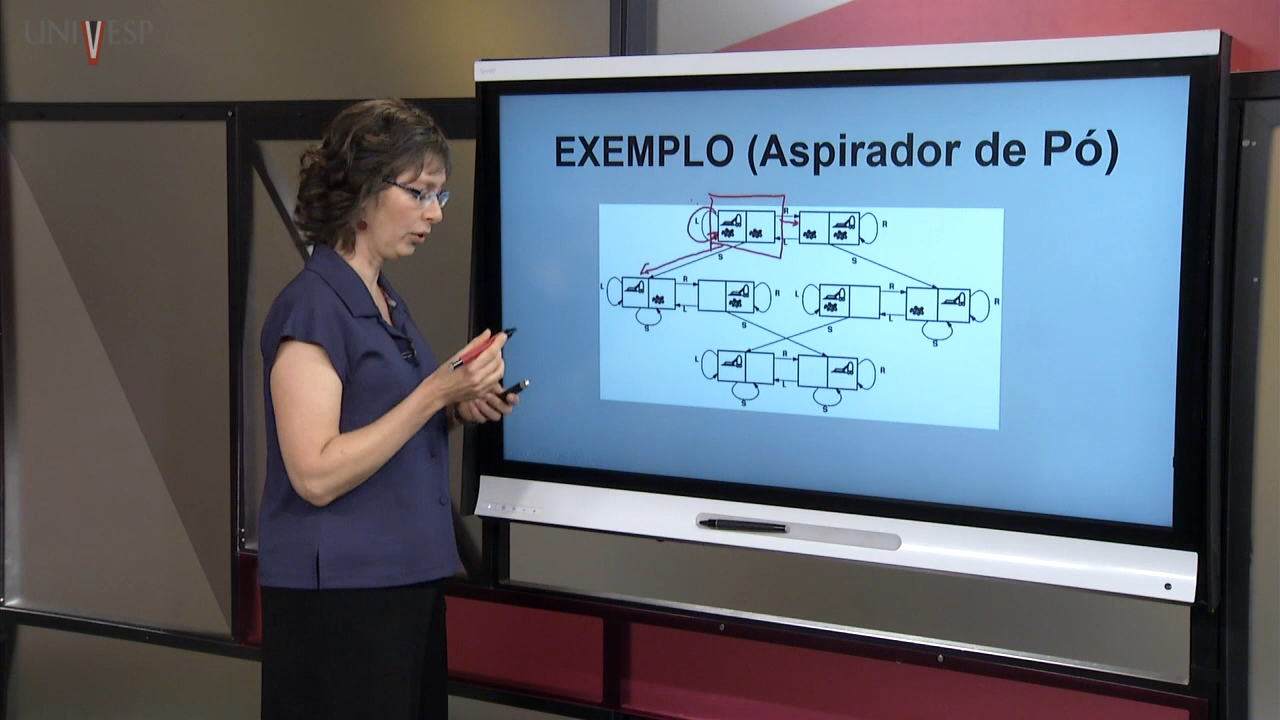 UNIVESP
EXEMPLO (Aspirador de Pó)
L R R
L
S S
L R R L R R
L L
S S S S
L R R
L
S S